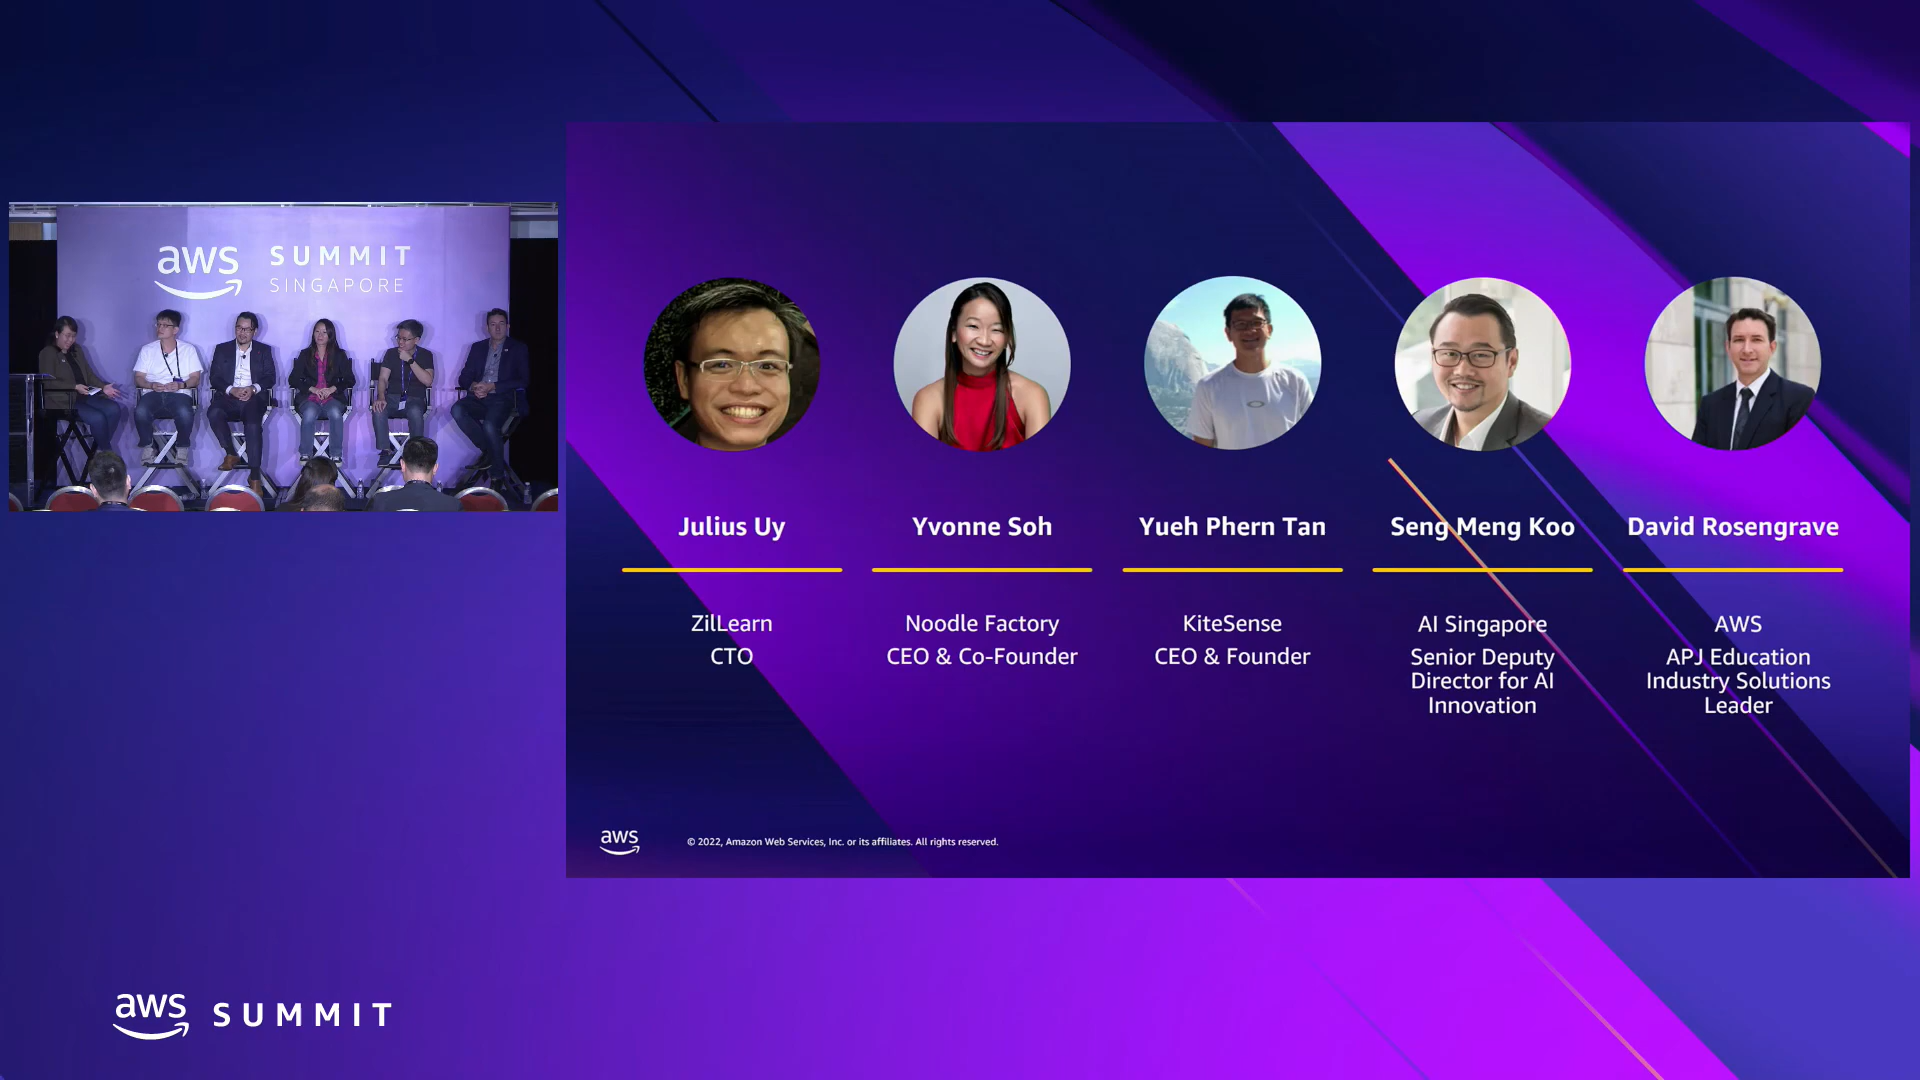 aws SUMMIT
SINGAPORE
Julius Uy
ZilLearn
CTO
Yvonne Soh
Noodle Factory
CEO & Co-Founder
Yueh Phern Tan
KiteSense
CEO & Founder
Seng Meng Koo
AI Singapore
Senior Deputy
Director for AI
Innovation
David Rosengrave
AWS
APJ Education
Industry Solutions
Leader
aws
© 2022, Amazon Web Services, Inc. or its affiliates. All rights reserved.
aws SUMMIT